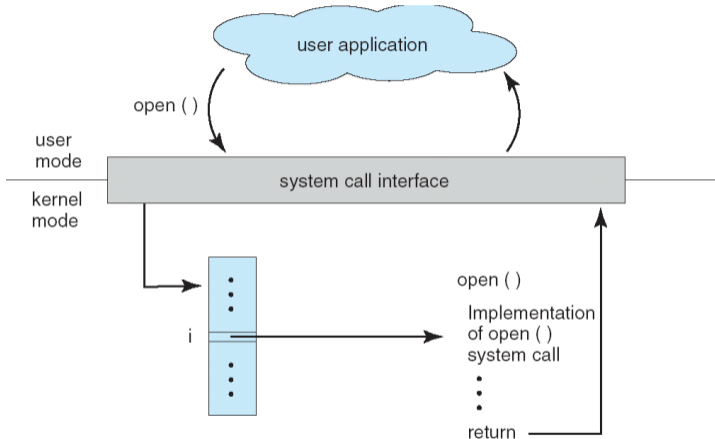 user application
open ( )
user
mode
system call interface
kernel
mode
open ( )
i
Implementation
of open ( )
system call
return